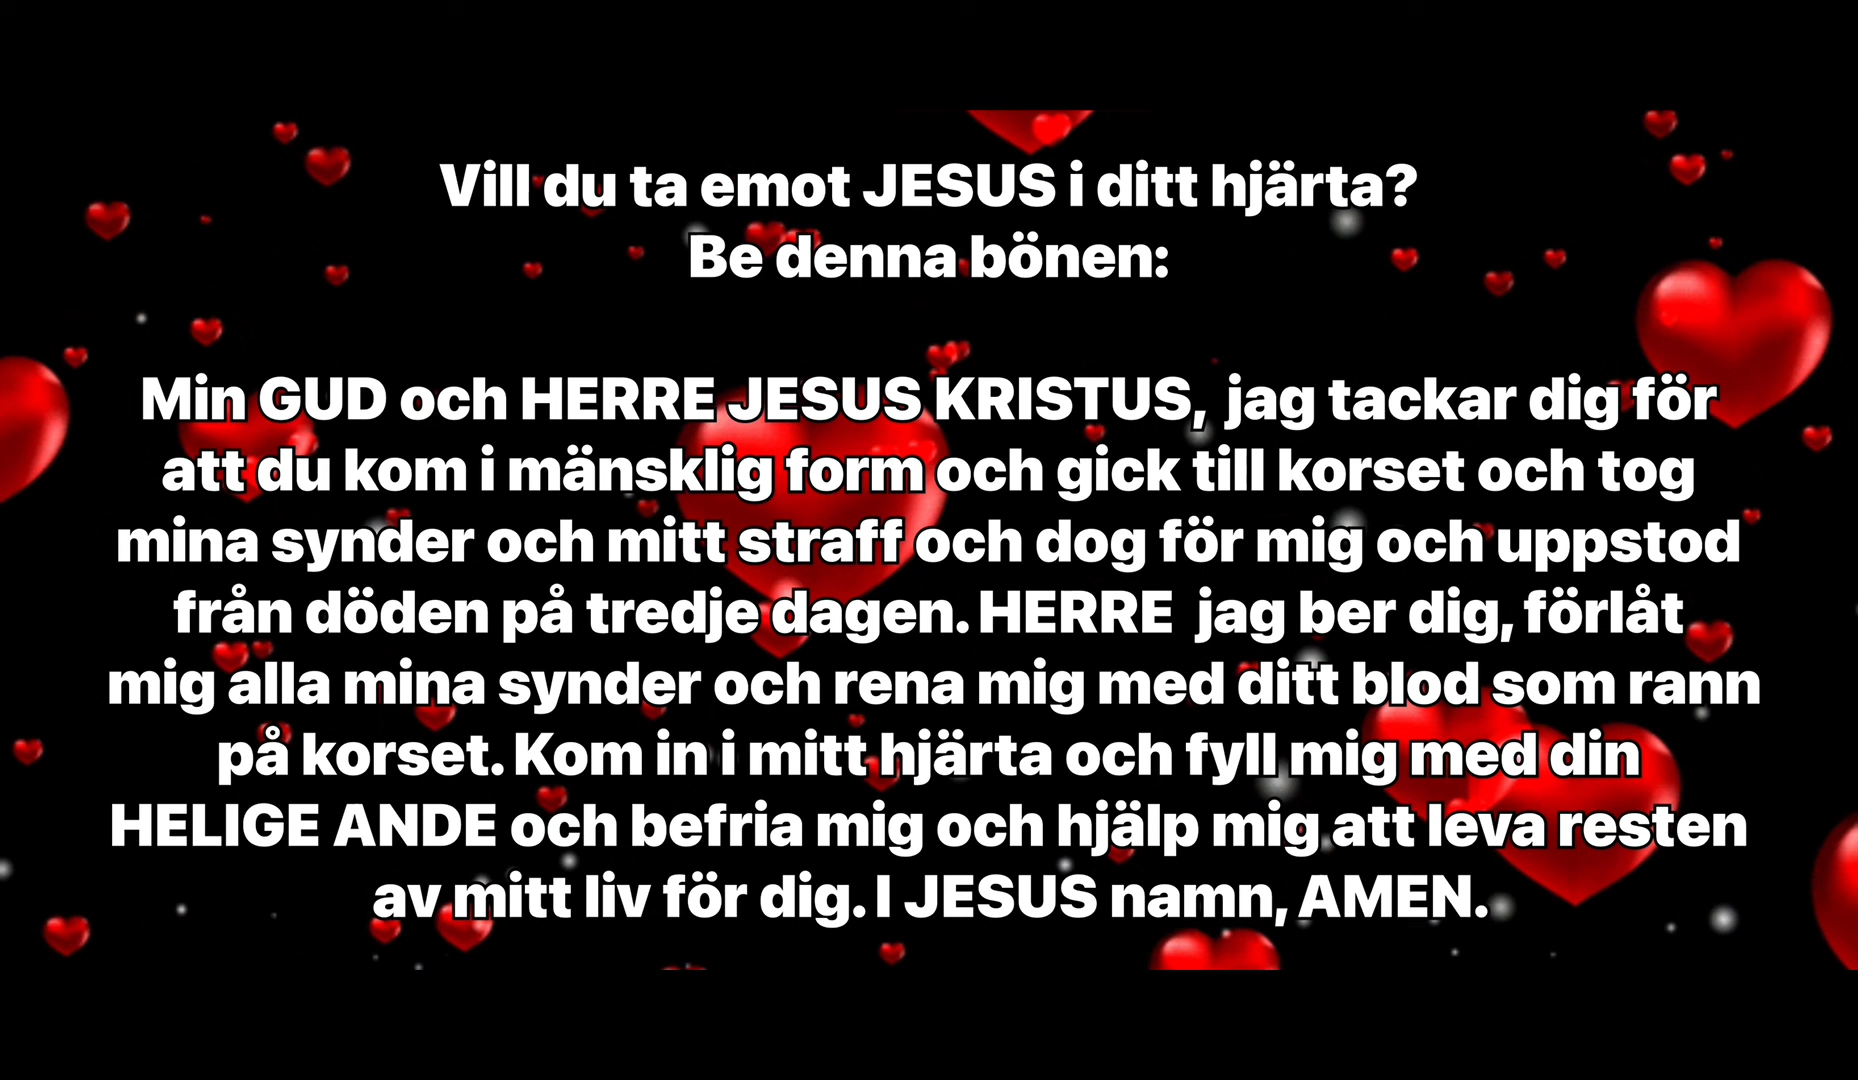 Vill du ta emot JESUS i ditt hjärta?
Be denna bönen:
Min GUD och HERRE JESUS KRISTUS, jag tackar dig för
att du kom i mänsklig form och gick till korset och tog
mina synder och mitt straff och dog för mig och uppstod
från döden på tredje dagen. HERRE jag ber dig, förlåt
mig alla mina synder och rena mig med ditt blod som rann
på korset. Kom in i mitt hjärta och fyll mig med din
HELIGE ANDE och befria mig och hjälp mig att leva resten
av mitt liv för dig. I JESUS namn, AMEN.